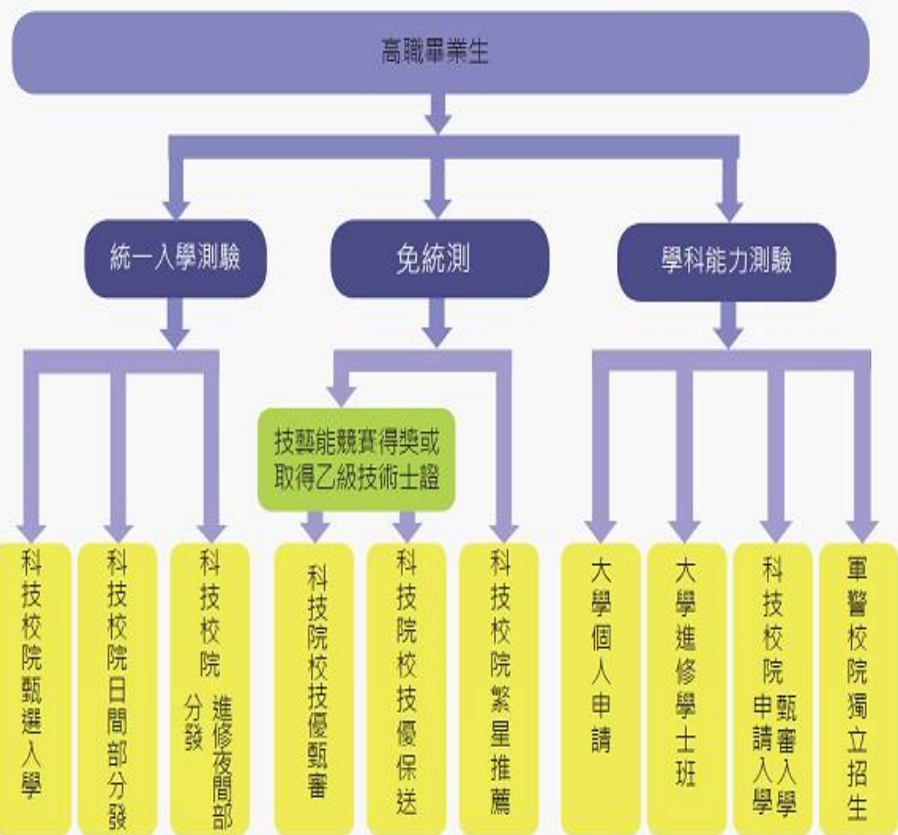 高職畢業生
統一入學測驗
免統測
學科能力測驗
技藝能競賽得獎或
取得乙級技術士證
科技校院甄選入學
科技校院日間部分發
科技校院
進修夜間部
分發
科技院校技優甄審
科技院校技優保送
科技校院繁星推薦
大學個人申請
大學進修學士班
科技校院
甄審入學
申請入學
軍警校院獨立招生